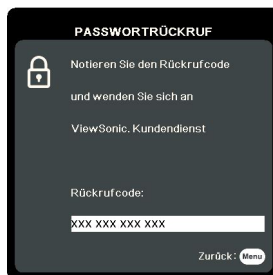 PASSWORTRÜCKRUF
Notieren Sie den Rückrufcode
und wenden Sie sich an
ViewSonic. Kundendienst
Rückrufcode:
XXX XXX XXX XXX
Zurück: Menu